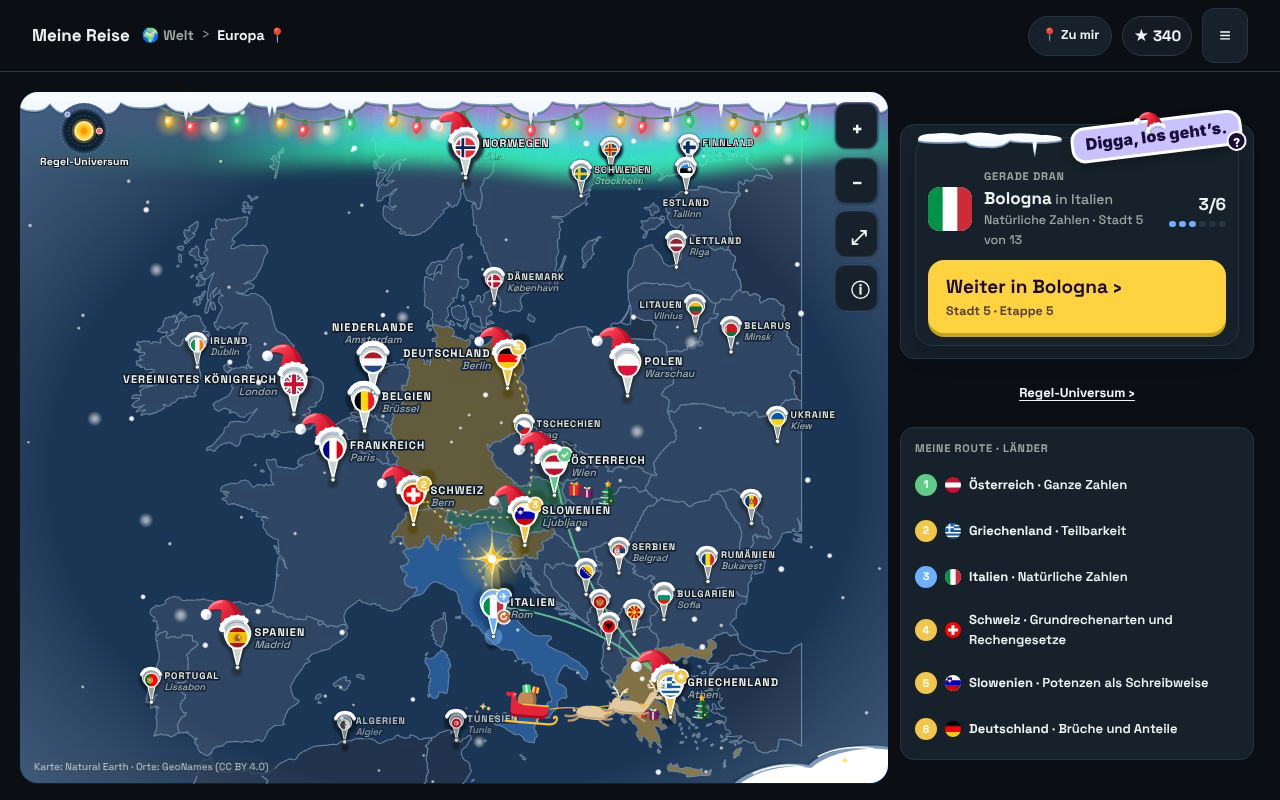 Meine Reise
🌍 Welt > Europa 📍
📍 Zu mir
★ 340
≡
Regel-Universum
NORWEGEN
FINNLAND
SCHWEDEN
Stockholm
ESTLAND
Tallinn
LETTLAND
Riga
DÄNEMARK
København
LITAUEN
Vilnius
BELARUS
Minsk
NIEDERLANDE
Amsterdam
IRLAND
Dublin
DEUTSCHLAND
Berlin
POLEN
Warschau
VEREINIGTES KÖNIGREICH
London
BELGIEN
Brüssel
UKRAINE
Kiew
TSCHECHIEN
FRANKREICH
Paris
ÖSTERREICH
Wien
SCHWEIZ
Bern
2
SLOWENIEN
Ljubljana
SERBIEN
Belgrad
RUMÄNIEN
Bukarest
BULGARIEN
Sofia
ITALIEN
Rom
SPANIEN
Madrid
PORTUGAL
Lissabon
GRIECHENLAND
Athen
ALGERIEN
Algier
TUNESIEN
Tunis
Karte: Natural Earth · Orte: GeoNames (CC BY 4.0)
+
−
Digga, los geht's.
?
GERADE DRAN
Bologna in Italien
3/6
Natürliche Zahlen · Stadt 5
von 13
Weiter in Bologna >
Stadt 5 · Etappe 5
Regel-Universum >
MEINE ROUTE · LÄNDER
1 Österreich · Ganze Zahlen
2 Griechenland · Teilbarkeit
3 Italien · Natürliche Zahlen
4 Schweiz · Grundrechenarten und
Rechengesetze
5 Slowenien · Potenzen als Schreibweise
6 Deutschland · Brüche und Anteile